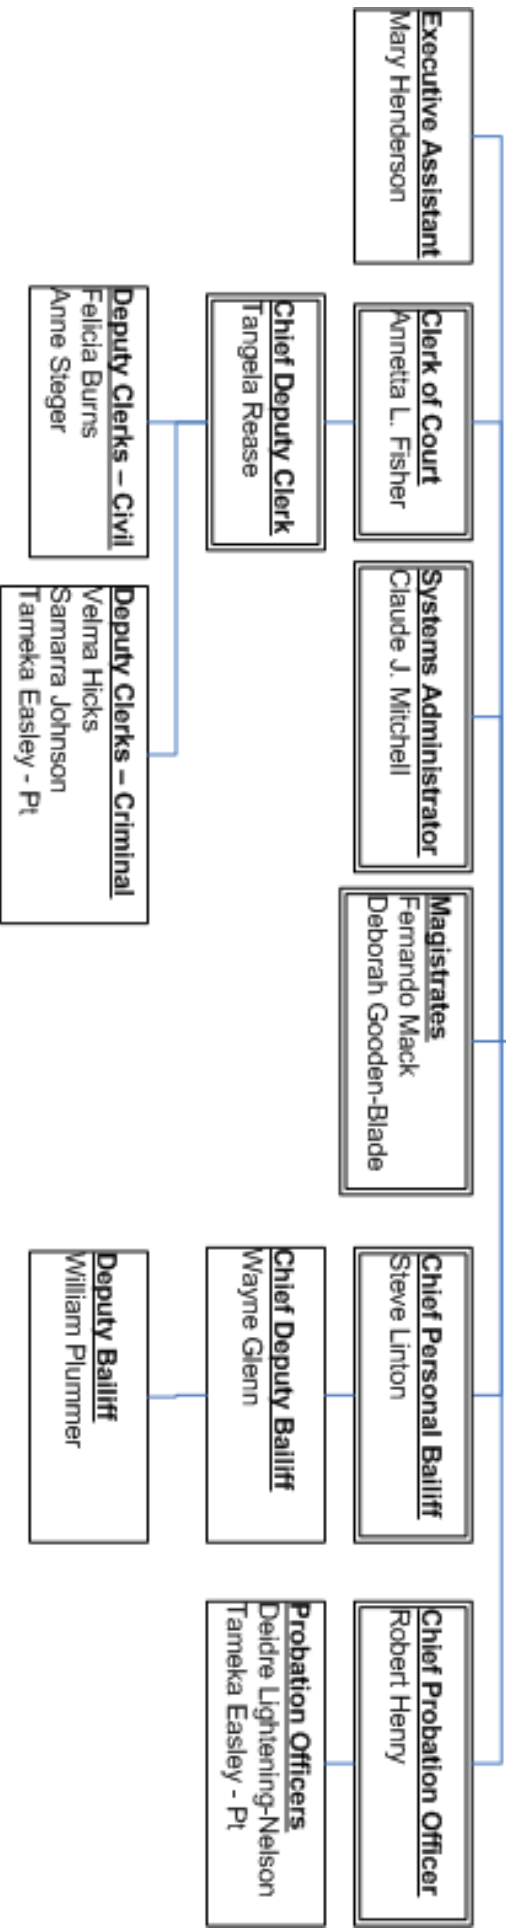 Executive Assistant
Mary Henderson
Clerk of Court
Annetta L. Fisher
Systems Administrator
Claude J. Mitchell
Magistrates
Fernando Mack
Deborah Gooden-Blade
Chief Personal Bailiff
Steve Linton
Chief Probation Officer
Robert Henry
Chief Deputy Clerk
Tangela Rease
Chief Deputy Bailiff
Wayne Glenn
Probation Officers
Deidre Lightening-Nelson
Tameka Easley - Pt
Deputy Clerks – Civil
Felicia Burns
Anne Steger
Deputy Clerks – Criminal
Velma Hicks
Samarra Johnson
Tameka Easley - Pt
Deputy Bailiff
William Plummer